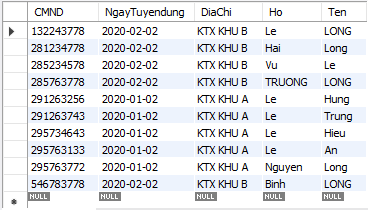 CMND NgayTuyendung DiaChi Ho Ten
132243778 2020-02-02 KTX KHU B Le LONG
281234778 2020-02-02 KTX KHU B Hai Long
285234578 2020-02-02 KTX KHU B Vu Le
285763778 2020-02-02 KTX KHU B TRUONG LONG
291263256 2020-01-02 KTX KHU A Le Hung
291263743 2020-01-02 KTX KHU A Le Trung
295734643 2020-01-02 KTX KHU A Le Hieu
295763133 2020-01-02 KTX KHU A Le An
295763772 2020-01-02 KTX KHU A Nguyen Long
546783778 2020-01-02 KTX KHU B Binh LONG
NULL NULL NULL NULL NULL